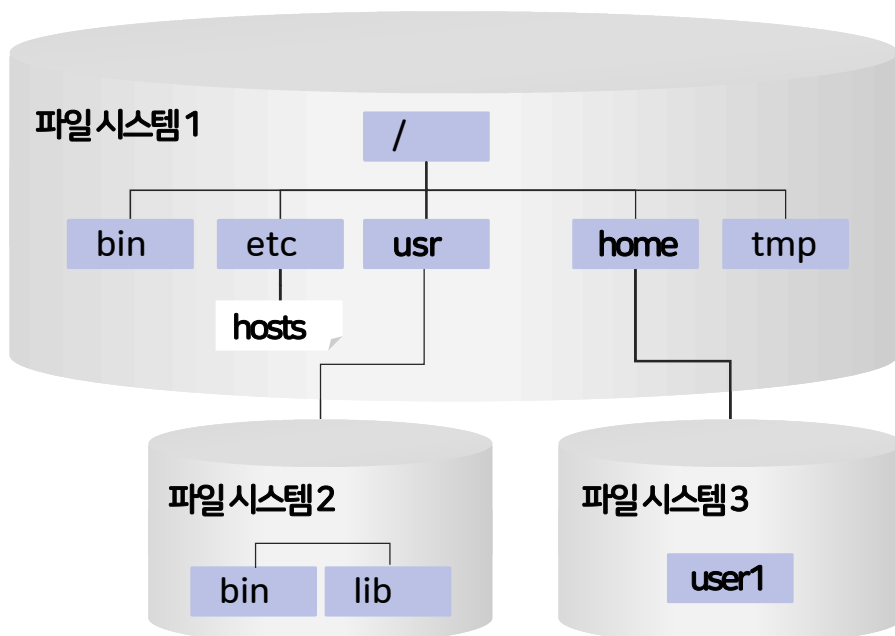 파일 시스템 1
/
bin etc usr home tmp
hosts
파일 시스템 2
파일 시스템 3
bin lib
user1